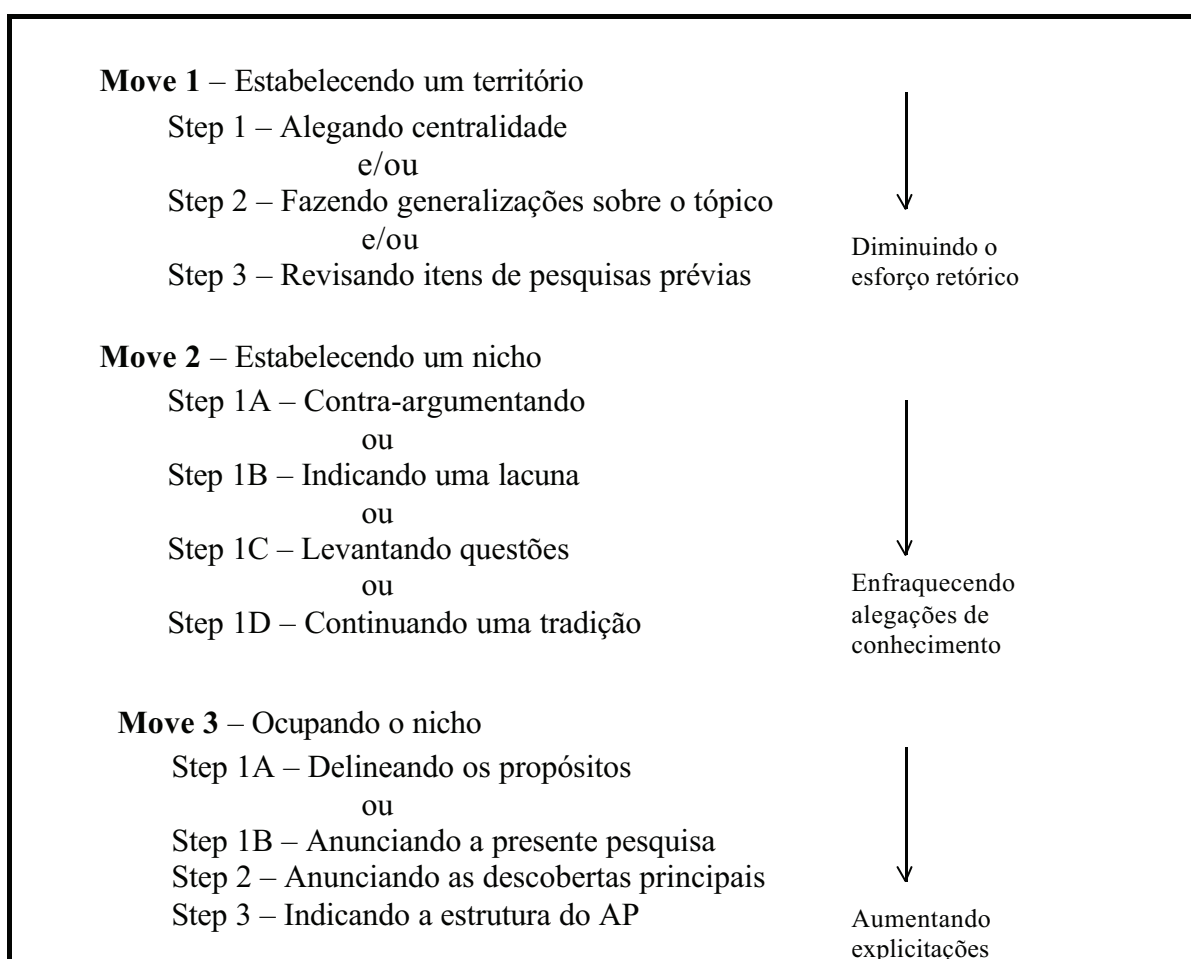 Move 1 – Estabelecendo um território
Step 1 – Alegando centralidade
e/ou
Step 2 – Fazendo generalizações sobre o tópico
e/ou
Step 3 – Revisando itens de pesquisas prévias
Diminuindo o
esforço retórico
Move 2 – Estabelecendo um nicho
Step 1A – Contra-argumentando
ou
Step 1B – Indicando uma lacuna
ou
Step 1C – Levantando questões
ou
Step 1D – Continuando uma tradição
Enfraquecendo
alegações de
conhecimento
Move 3 – Ocupando o nicho
Step 1A – Delineando os propósitos
ou
Step 1B – Anunciando a presente pesquisa
Step 2 – Anunciando as descobertas principais
Step 3 – Indicando a estrutura do AP
Aumentando
explicitações